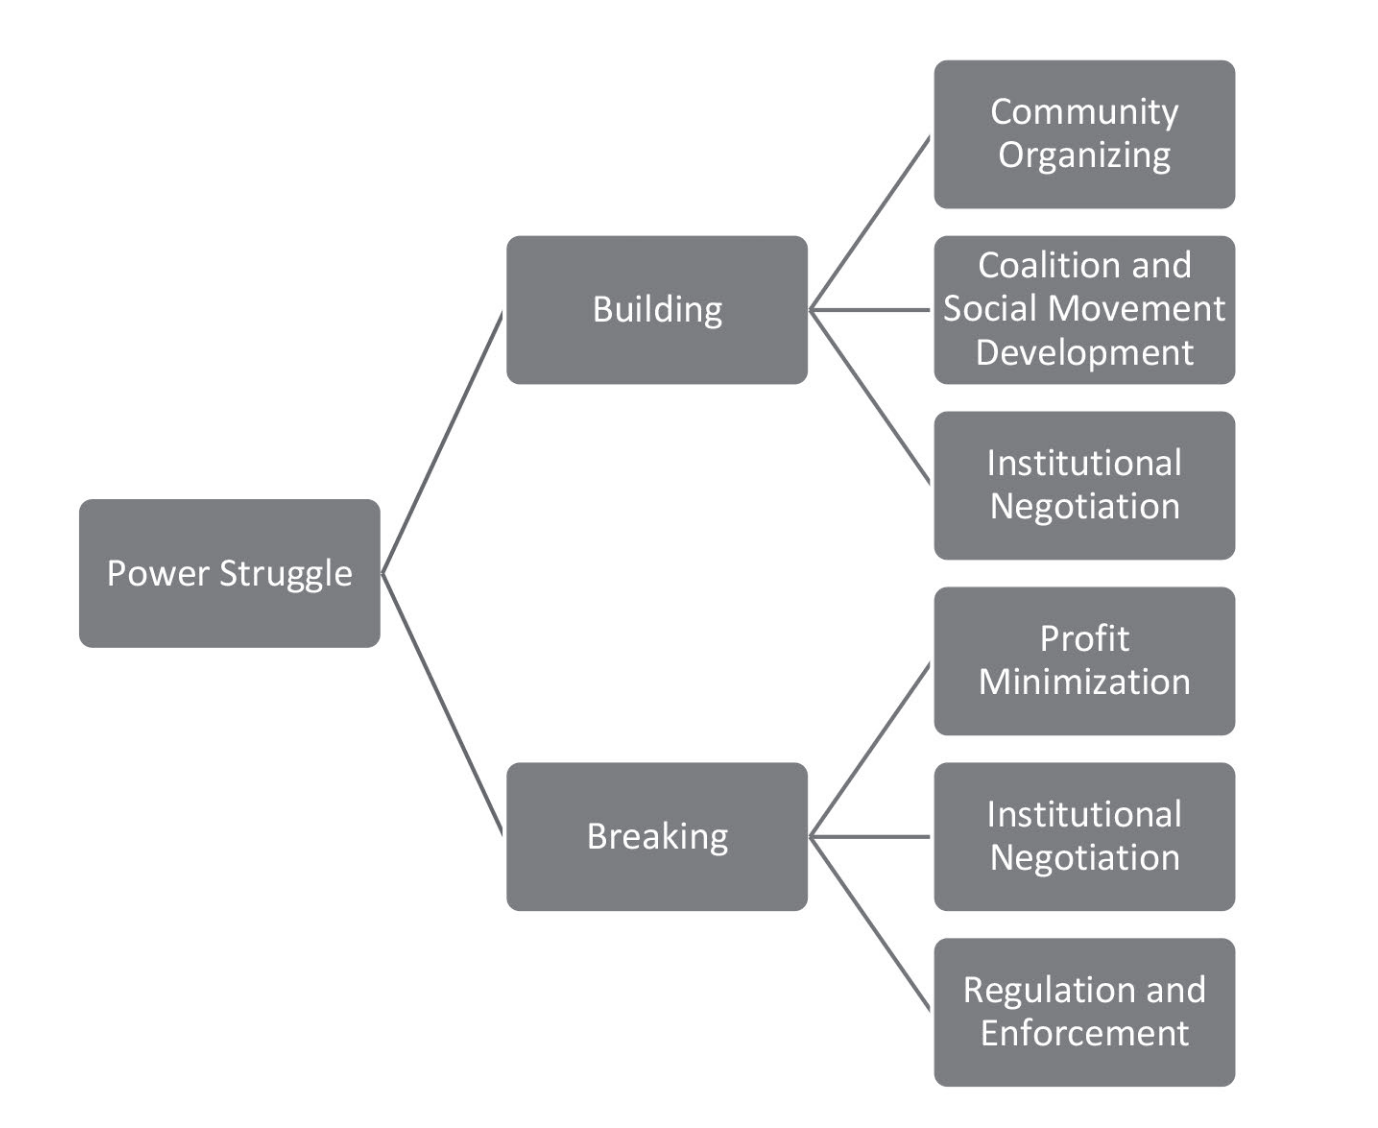 Power Struggle
Building
Community
Organizing
Coalition and
Social Movement
Development
Institutional
Negotiation
Breaking
Profit
Minimization
Institutional
Negotiation
Regulation and
Enforcement